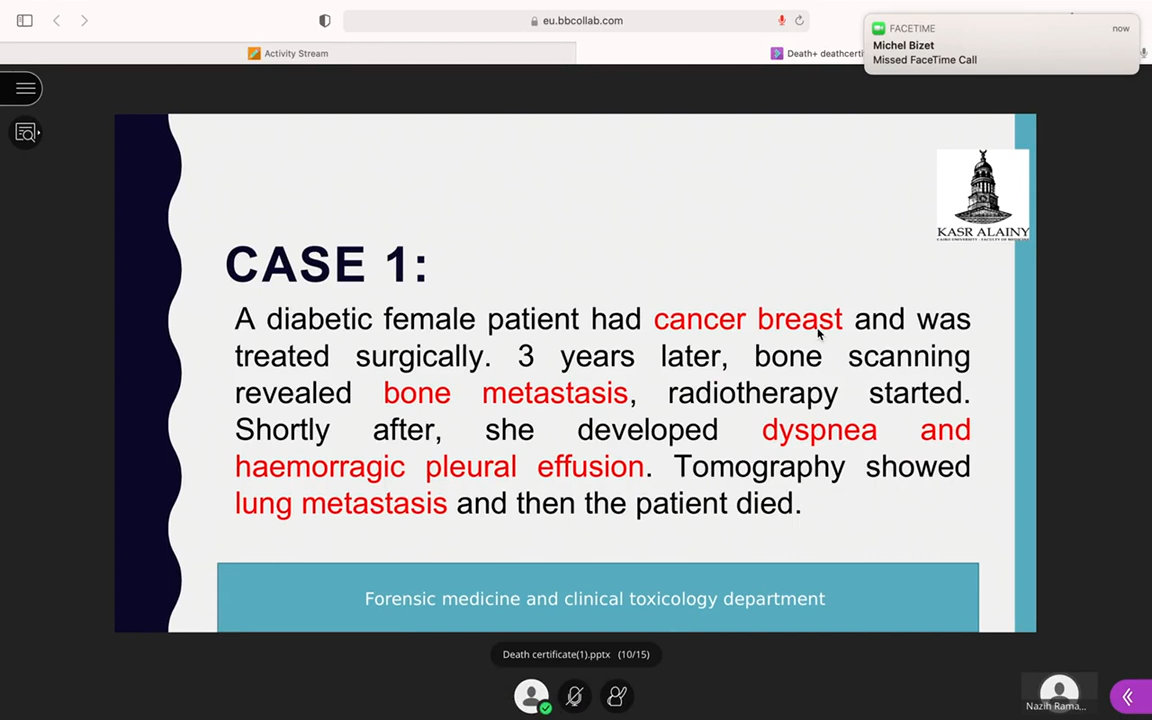 eu.bbcollab.com
Activity Stream
Death+ deathcerti
FACETIME
now
Michel Bizet
Missed FaceTime Call
KASR ALAINY
CASE 1:
A diabetic female patient had cancer breast and was
treated surgically. 3 years later, bone scanning
revealed bone metastasis, radiotherapy started.
Shortly after, she developed dyspnea and
haemorragic pleural effusion. Tomography showed
lung metastasis and then the patient died.
Forensic medicine and clinical toxicology department
Death certificate(1).pptx (10/15)
Nazih Rama...